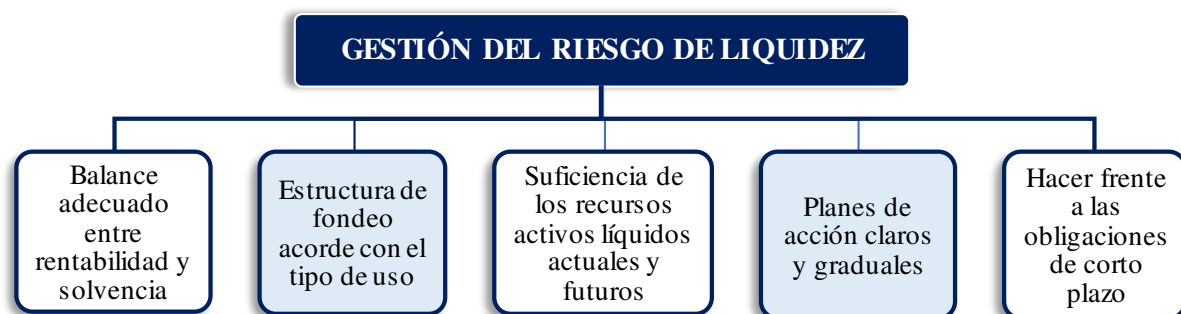 GESTIÓN DEL RIESGO DE LIQUIDEZ
Balance
adecuado
entre
rentabilidad y
solvencia
Estructura de
fondeo
acorde con el
tipo de uso
Suficiencia de
los recursos
activos líquidos
actuales y
futuros
Planes de
acción claros
y graduales
Hacer frente
a las
obligaciones
de corto
plazo